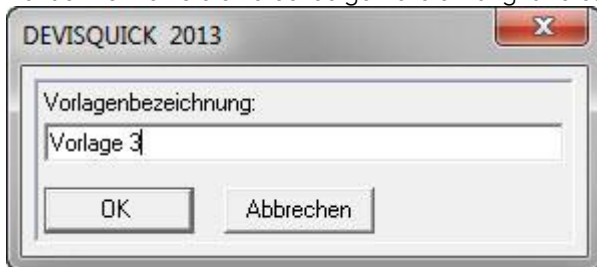 DEVISQUICK 2013
Vorlagenbezeichnung:
Vorlage 3
OK
Abbrechen